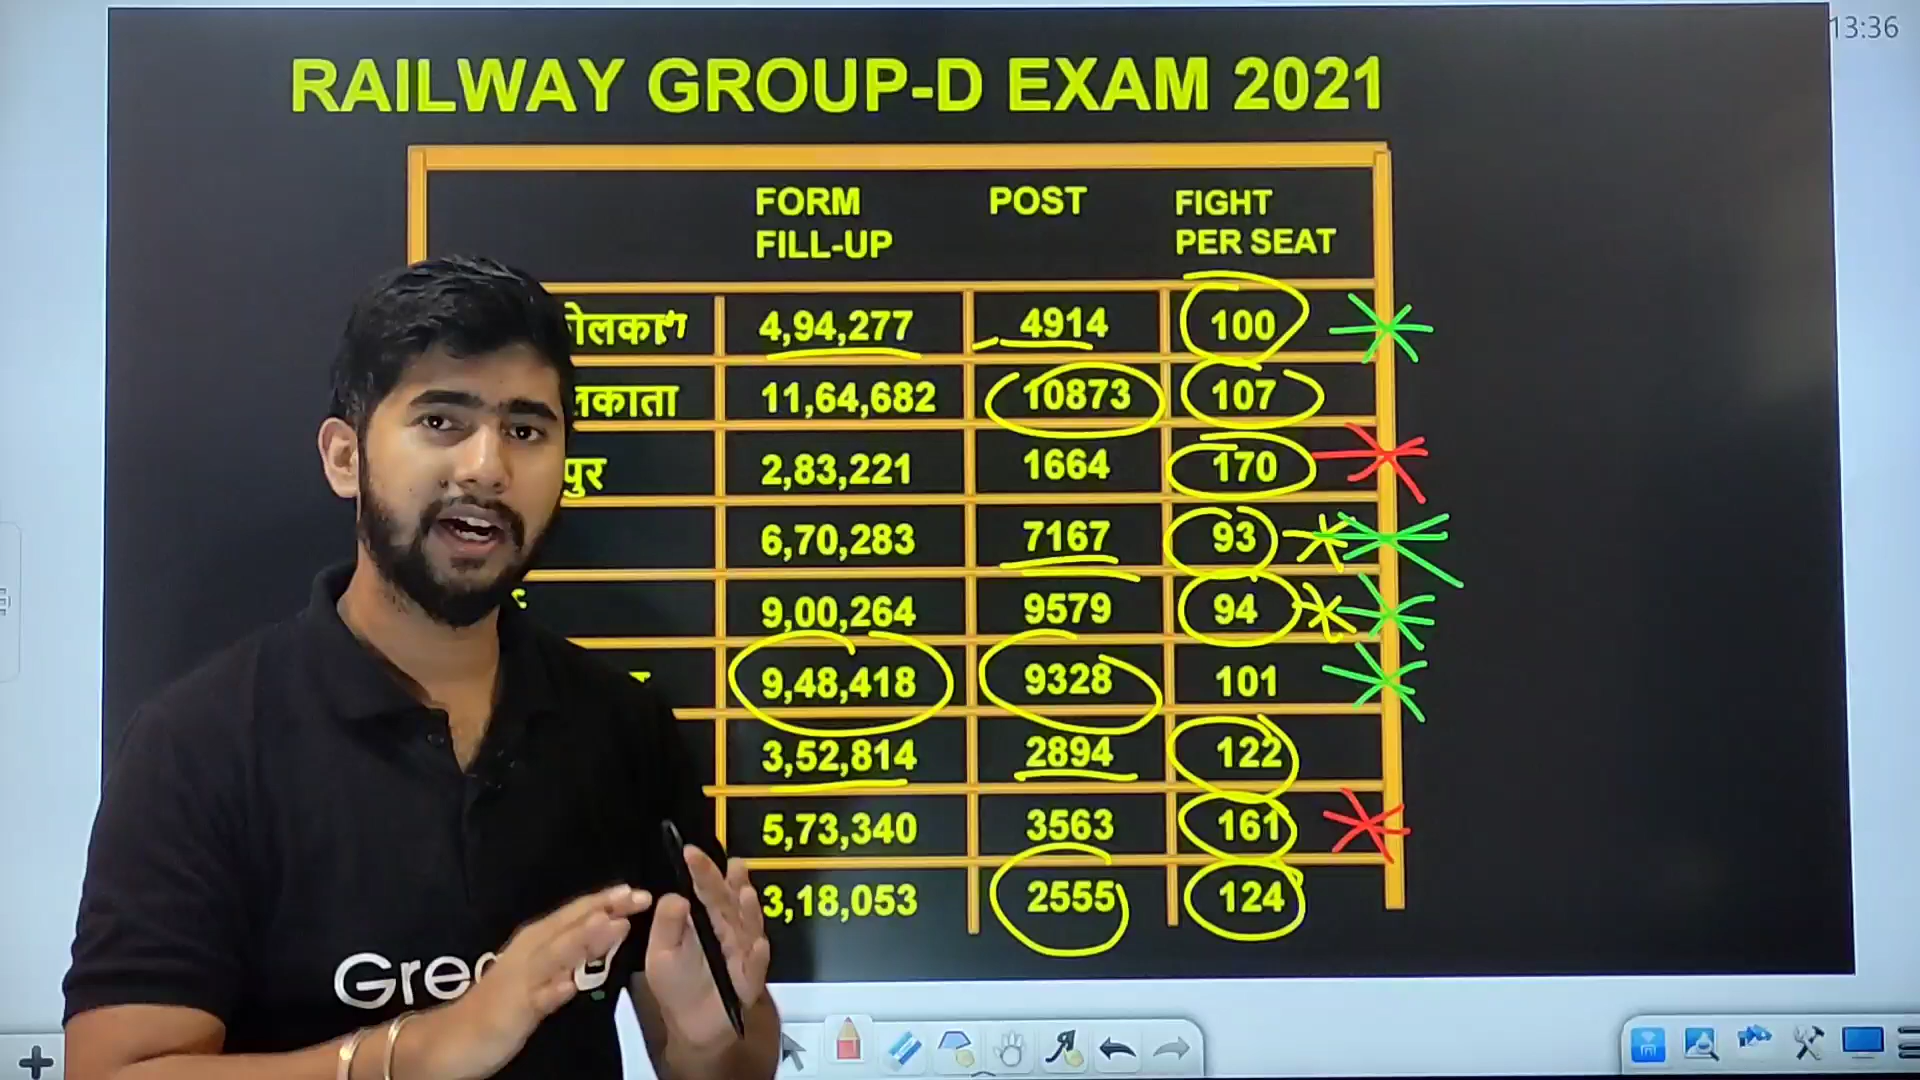 13:36
RAILWAY GROUP-D EXAM 2021
FORM FILL-UP POST FIGHT PER SEAT
4,94,277 4914 100
11,64,682 10873 107
2,83,221 1664 170
6,70,283 7167 93
9,00,264 9579 94
9,48,418 9328 101
3,52,814 2894 122
5,73,340 3563 161
3,18,053 2555 124